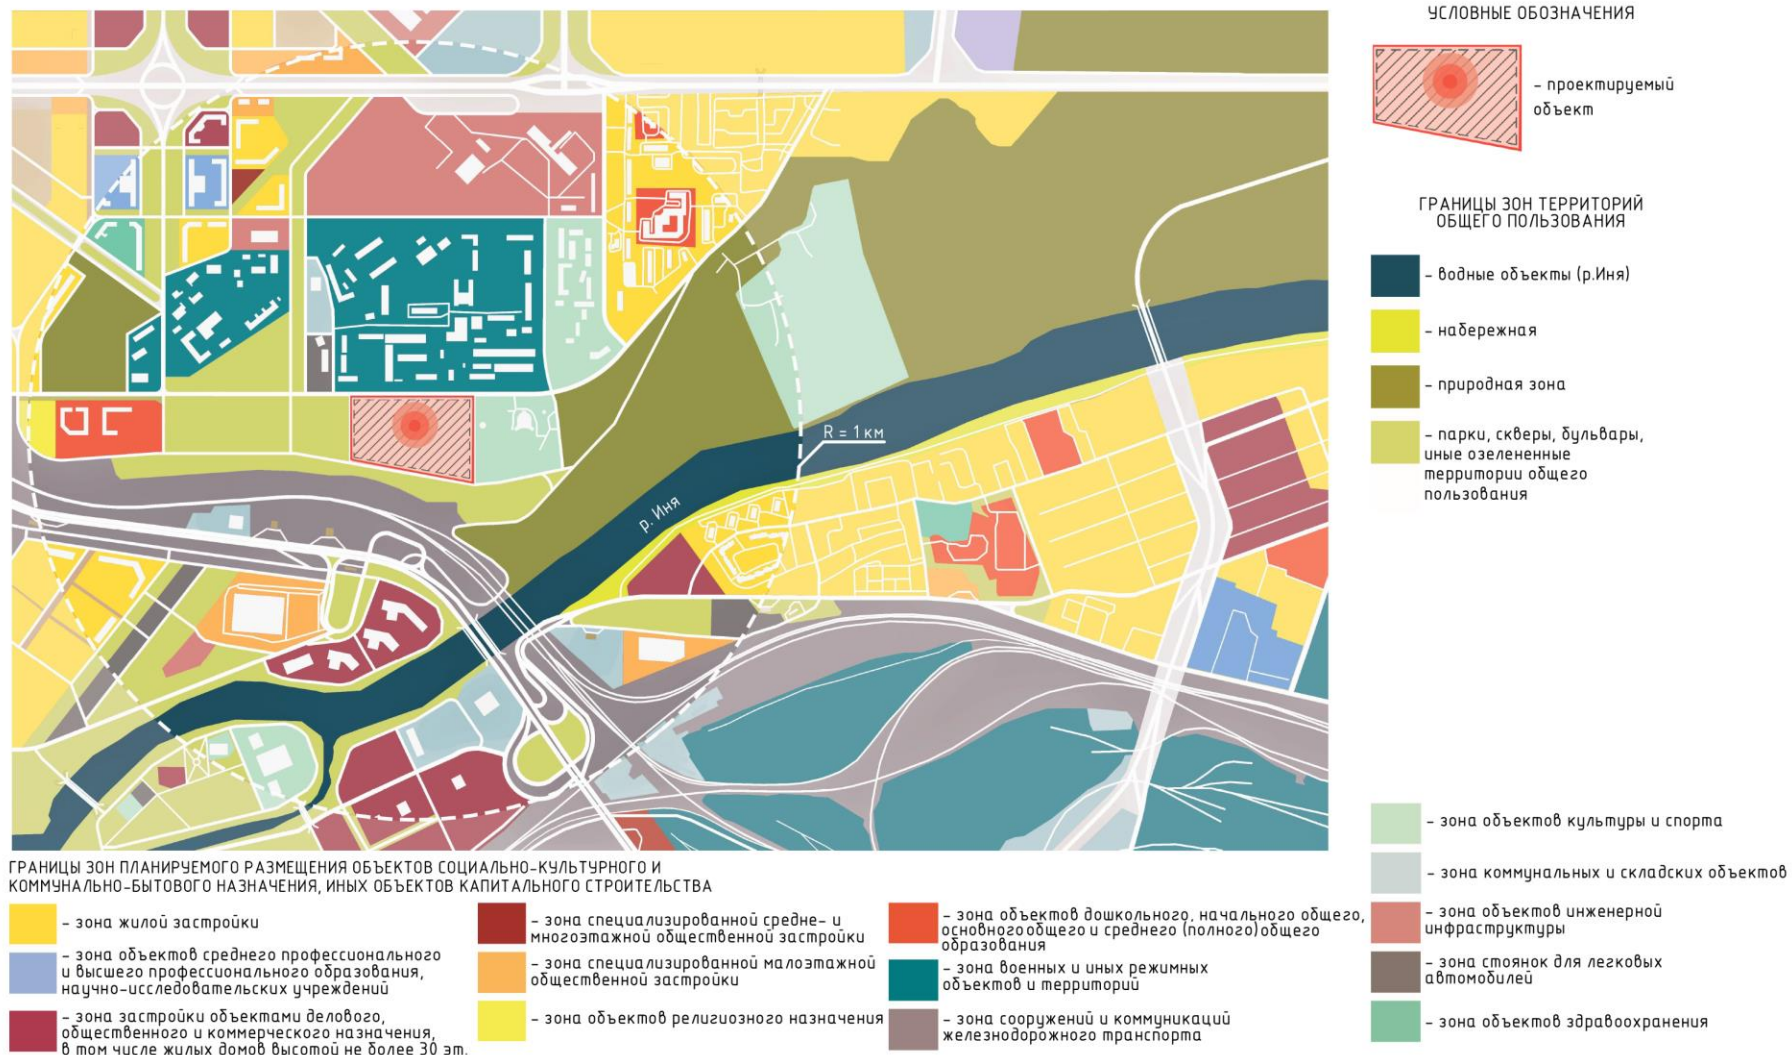 УСЛОВНЫЕ ОБОЗНАЧЕНИЯ
- проектируемый
объект
ГРАНИЦЫ ЗОН ТЕРРИТОРИЙ
ОБЩЕГО ПОЛЬЗОВАНИЯ
- водные объекты (р.Иня)
- набережная
- природная зона
- парки, скверы, бульвары,
иные озелененные
территории общего
пользования
R = 1 км
р. Иня
ГРАНИЦЫ ЗОН ПЛАНИРУЕМОГО РАЗМЕЩЕНИЯ ОБЪЕКТОВ СОЦИАЛЬНО-КУЛЬТУРНОГО И
КОММУНАЛЬНО-БЫТОВОГО НАЗНАЧЕНИЯ, ИНЫХ ОБЪЕКТОВ КАПИТАЛЬНОГО СТРОИТЕЛЬСТВА
- зона жилой застройки
- зона объектов среднего профессионального
и высшего профессионального образования,
научно-исследовательских учреждений
- зона застройки объектами делового,
общественного и коммерческого назначения,
в том числе жилых домов высотой не более 30 эт.
- зона специализированной средне- и
многоэтажной общественной застройки
- зона специализированной малоэтажной
общественной застройки
- зона объектов религиозного назначения
- зона объектов дошкольного, начального общего,
основного общего и среднего (полного) общего
образования
- зона военных и иных режимных
объектов и территорий
- зона сооружений и коммуникаций
железнодорожного транспорта
- зона объектов культуры и спорта
- зона коммунальных и складских объектов
- зона объектов инженерной
инфраструктуры
- зона стоянок для легковых
автомобилей
- зона объектов здравоохранения